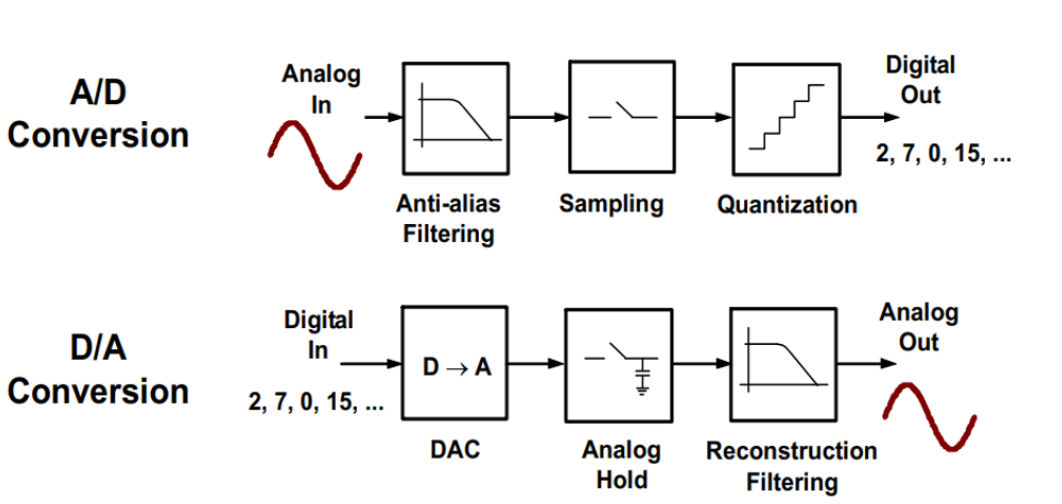 A/D
Conversion
Analog
In
Digital
Out
2, 7, 0, 15, ...
Anti-alias
Filtering
Sampling
Quantization
D/A
Conversion
Digital
In
2, 7, 0, 15, ...
D → A
Analog
Out
DAC
Analog
Hold
Reconstruction
Filtering